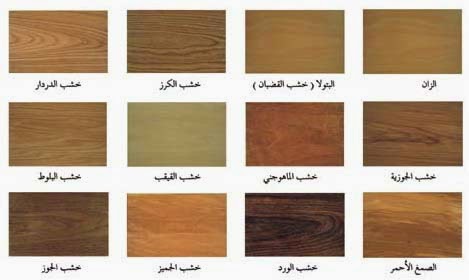 الزان
البتولا ( خشب القضبان )
خشب الكرز
خشب الدردار
خشب الجوزية
خشب الماهوجني
خشب القيقب
خشب البلوط
الصمغ الأحمر
خشب الورد
خشب الجميز
خشب الجوز